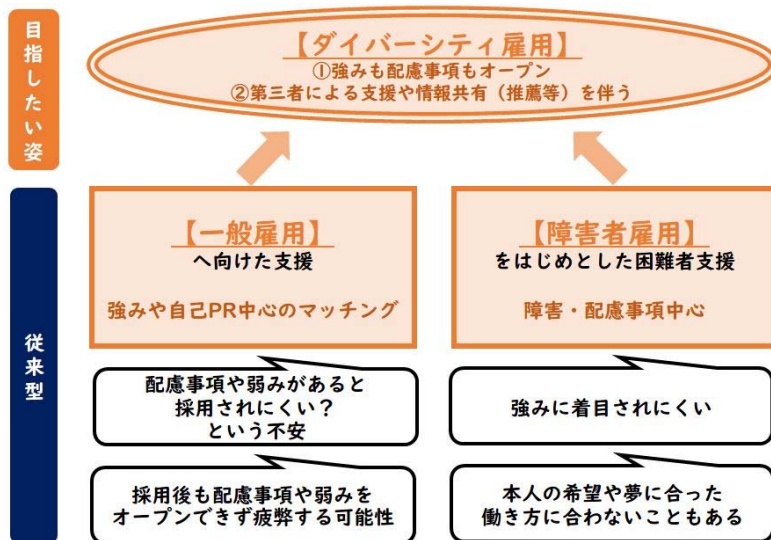 目指したい姿
【ダイバーシティ雇用】
①強みも配慮事項もオープン
②第三者による支援や情報共有（推薦等）を伴う
従来型
【一般雇用】
へ向けた支援
強みや自己PR中心のマッチング
【障害者雇用】
をはじめとした困難者支援
障害・配慮事項中心
配慮事項や弱みがあると
採用されにくい？
という不安
強みに着目されにくい
採用後も配慮事項や弱みを
オープンできず疲弊する可能性
本人の希望や夢に合った
働き方に合わないこともある